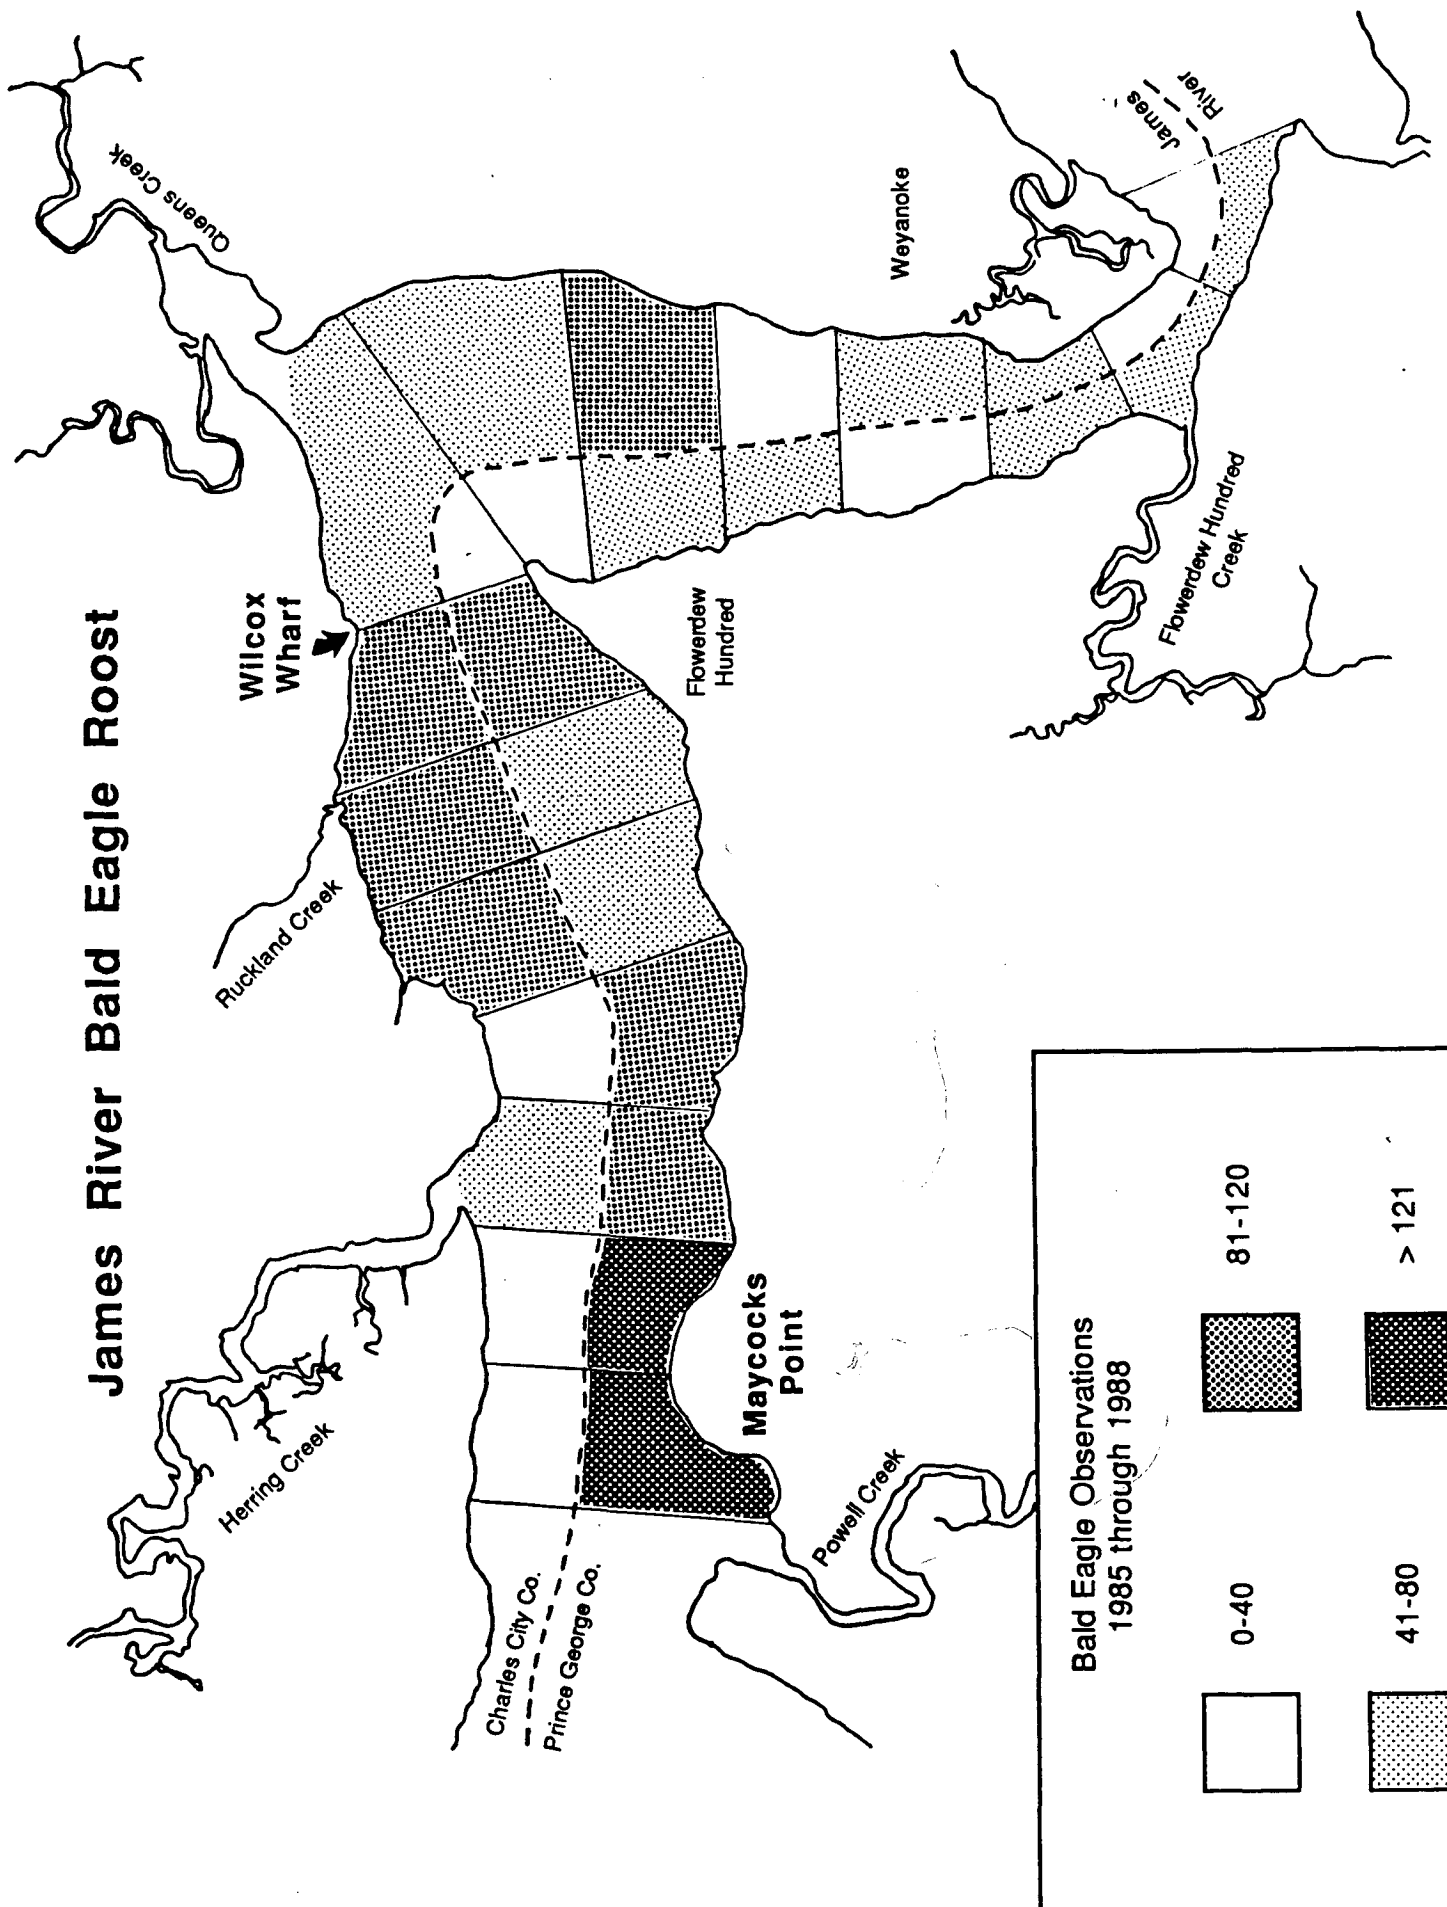 James River Bald Eagle Roost
Queens Creek
Wilcox
Wharf
Ruckland Creek
Herring Creek
Weyanoke
James
River
Flowerdew
Hundred
Flowerdew Hundred
Creek
Maycocks
Point
Powell Creek
Charles City Co.
Prince George Co.
Bald Eagle Observations
1985 through 1988
0-40
81-120
41-80
> 121